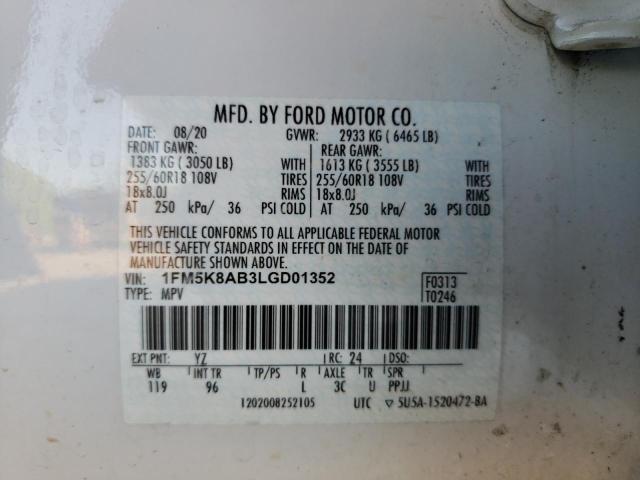 MFD. BY FORD MOTOR CO.
DATE: 08/20 GVWR: 2933 KG ( 6465 LB)
FRONT GAWR: REAR GAWR:
1383 KG ( 3050 LB) WITH 1613 KG ( 3555 LB) WITH
255/60R18 108V TIRES 255/60R18 108V TIRES
18x8.0J RIMS 18x8.0J RIMS
AT 250 kPa/ 36 PSI COLD AT 250 kPa/ 36 PSI COLD
THIS VEHICLE CONFORMS TO ALL APPLICABLE FEDERAL MOTOR
VEHICLE SAFETY STANDARDS IN EFFECT ON THE DATE OF
MANUFACTURE SHOWN ABOVE.
VIN: 1FM5K8AB3LGD01352 F0313
TYPE: MPV T0246
EXT PNT: YZ RC: 24 DSO:
WB INT TR TP/PS R AXLE TR SPR
119 96 L 3C U PPJJ
1202008252105 UTC ▽ 5U5A-1520472-BA